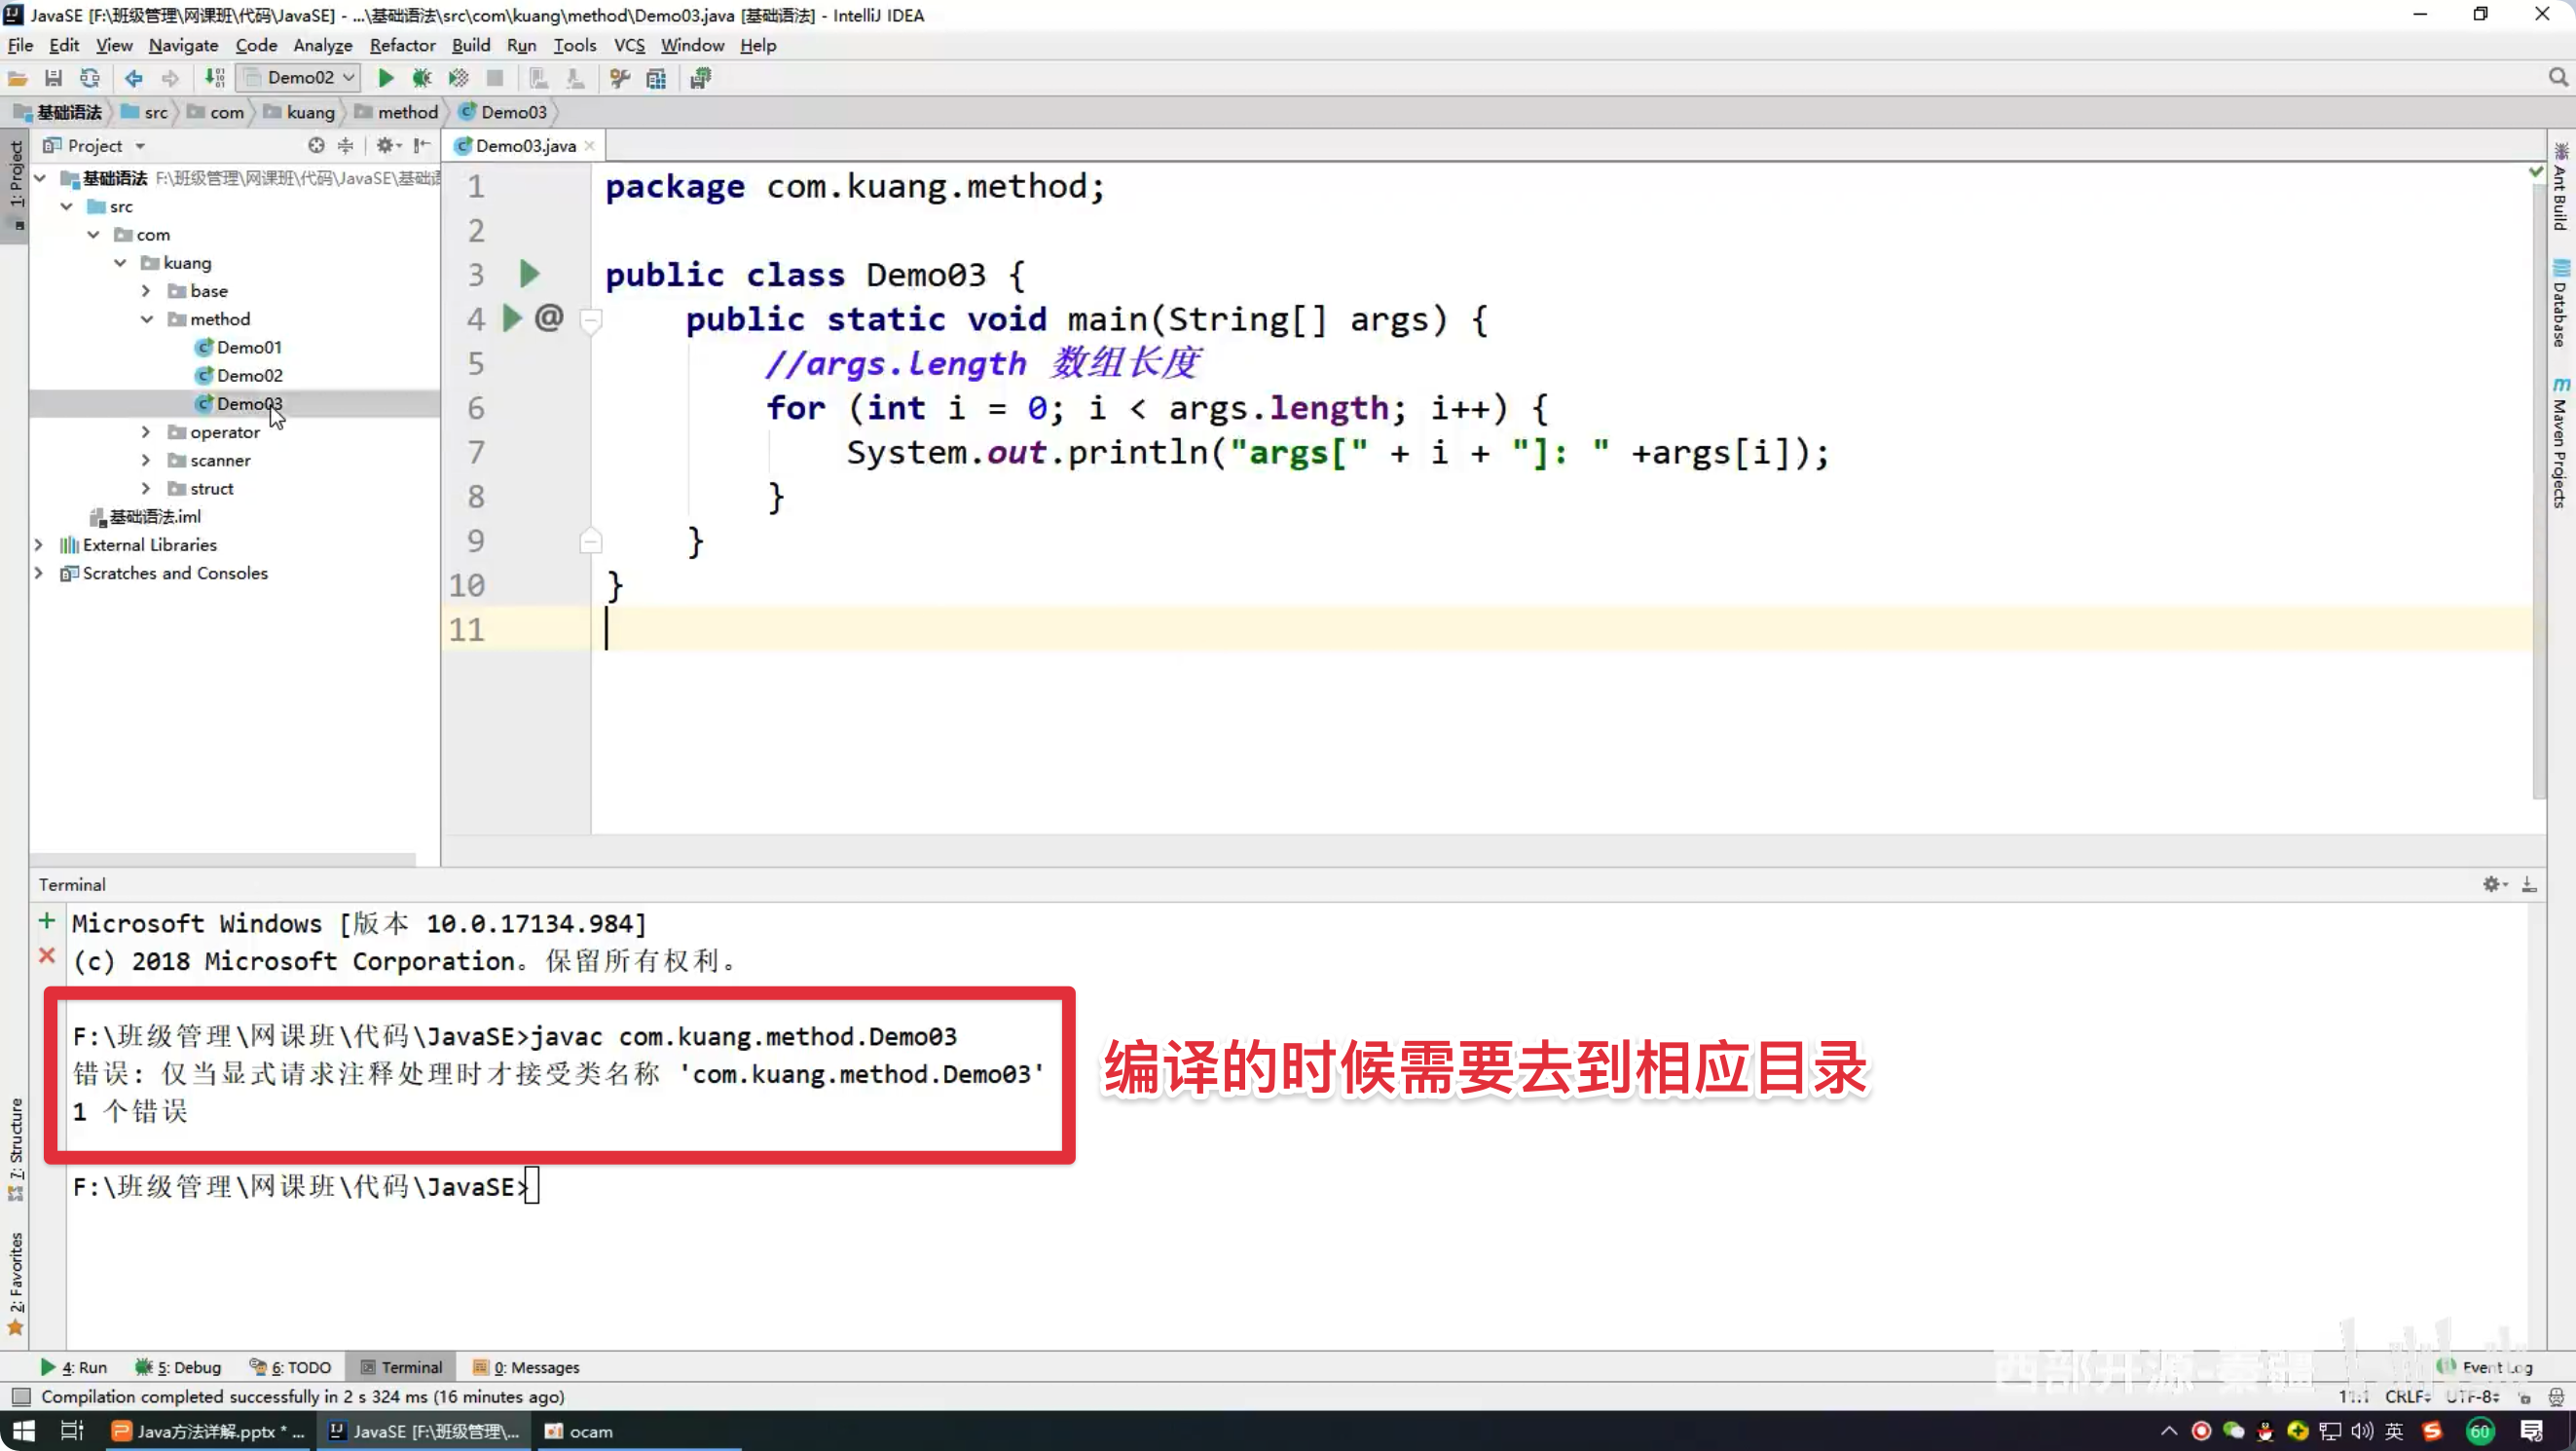 JavaSE [F:\班级管理\网课班\代码\JavaSE] - ...\基础语法\src\com\kuang\method\Demo03.java [基础语法] - IntelliJ IDEA
File Edit View Navigate Code Analyze Refactor Build Run Tools VCS Window Help
Demo02
基础语法 src com kuang method Demo03
1: Project
Project
基础语法 F:\班级管理\网课班\代码\JavaSE\基础语
src
com
kuang
base
method
Demo01
Demo02
Demo03
operator
scanner
struct
基础语法.iml
External Libraries
Scratches and Consoles
Demo03.java
1 package com.kuang.method;
2
3 public class Demo03 {
4 @ public static void main(String[] args) {
5 //args.length 数组长度
6 for (int i = 0; i < args.length; i++) {
7 System.out.println("args[" + i + "]: " +args[i]);
8 }
9 }
10 }
11
Ant Build
Database
Maven Projects
Terminal
Microsoft Windows [版本 10.0.17134.984]
(c) 2018 Microsoft Corporation。保留所有权利。
F:\班级管理\网课班\代码\JavaSE>javac com.kuang.method.Demo03
错误: 仅当显式请求注释处理时才接受类名称 'com.kuang.method.Demo03'
1 个错误
编译的时候需要去到相应目录
F:\班级管理\网课班\代码\JavaSE>
7: Structure
2: Favorites
4: Run 5: Debug 6: TODO Terminal 0: Messages
西部开源-秦疆
Event Log
Compilation completed successfully in 2 s 324 ms (16 minutes ago)
11:1 CRLF UTF-8
Java方法详解.pptx * ...
JavaSE [F:\班级管理\...
ocam
英
60